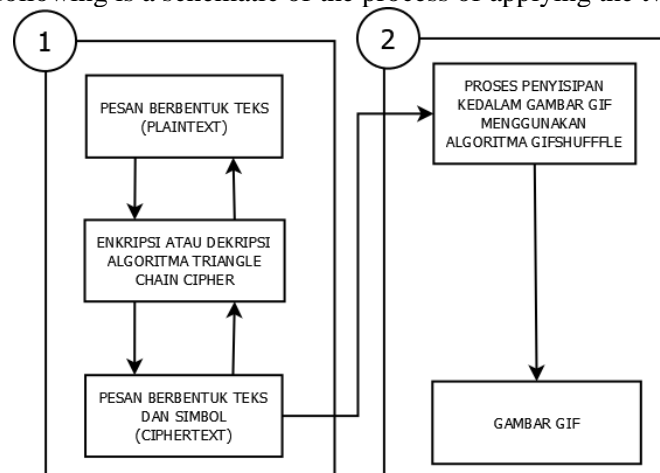 following is a schematic of the process of applying the
1
2
PESAN BERBENTUK TEKS
(PLAINTEXT)
ENKRIPSI ATAU DEKRIPSI
ALGORITMA TRIANGLE
CHAIN CIPHER
PESAN BERBENTUK TEKS
DAN SIMBOL
(CIPHERTEXT)
PROSES PENYISIPAN
KEDALAM GAMBAR GIF
MENGGUNAKAN
ALGORITMA GIFSHUFFFLE
GAMBAR GIF